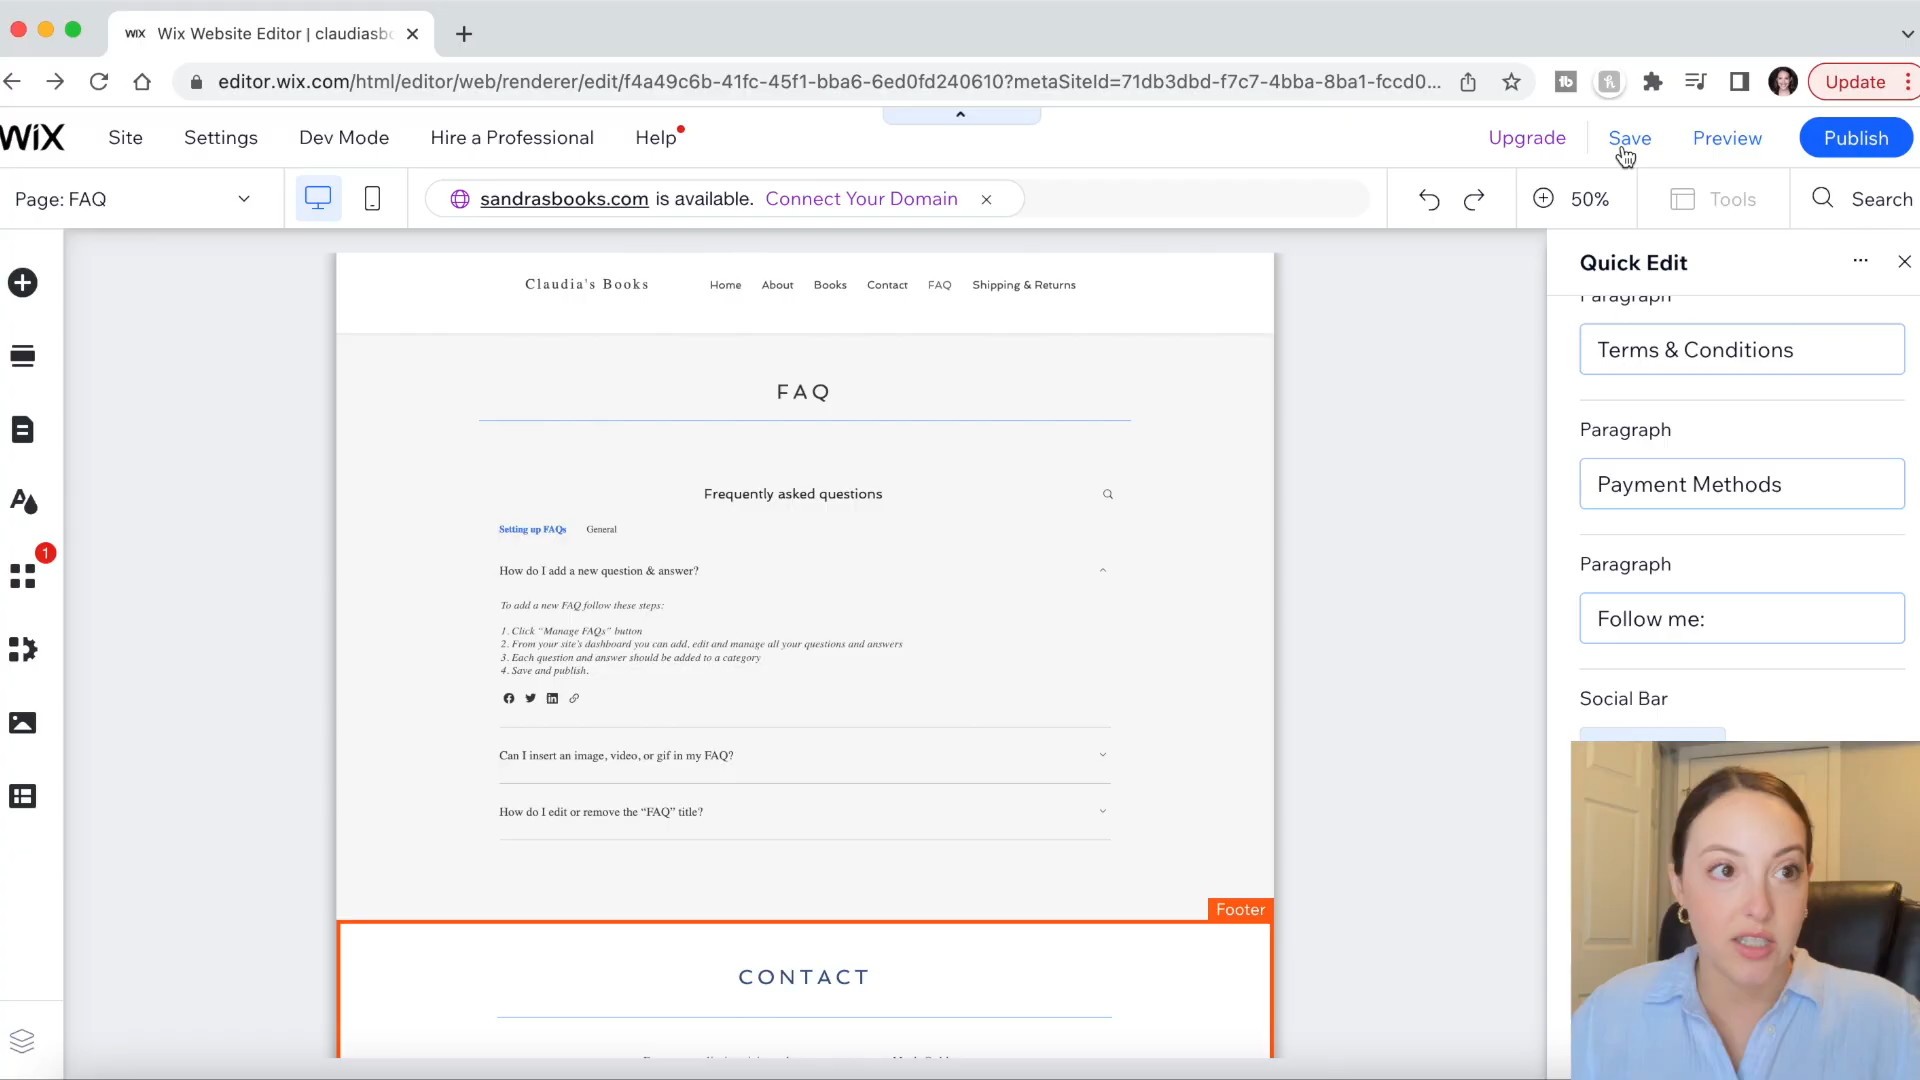 WiX Wix Website Editor | claudiasbo
editor.wix.com/html/editor/web/renderer/edit/f4a49c6b-41fc-45f1-bba6-6ed0fd240610?metaSiteId=71db3dbd-f7c7-4bba-8ba1-fccd0... tb Update
WiX Site Settings Dev Mode Hire a Professional Help Upgrade Save Preview Publish
Page: FAQ sandrasbooks.com is available. Connect Your Domain 50% Tools Search
Quick Edit
Claudia's Books Home About Books Contact FAQ Shipping & Returns
Paragraph
Terms & Conditions
FAQ
Paragraph
Payment Methods
Frequently asked questions
Setting up FAQs General
1
How do I add a new question & answer?
Paragraph
To add a new FAQ follow these steps:
Follow me:
1. Click "Manage FAQs" button
2. From your site's dashboard you can add, edit and manage all your questions and answers
3. Each question and answer should be added to a category
4. Save and publish.
Social Bar
Can I insert an image, video, or gif in my FAQ?
How do I edit or remove the "FAQ" title?
Footer
CONTACT